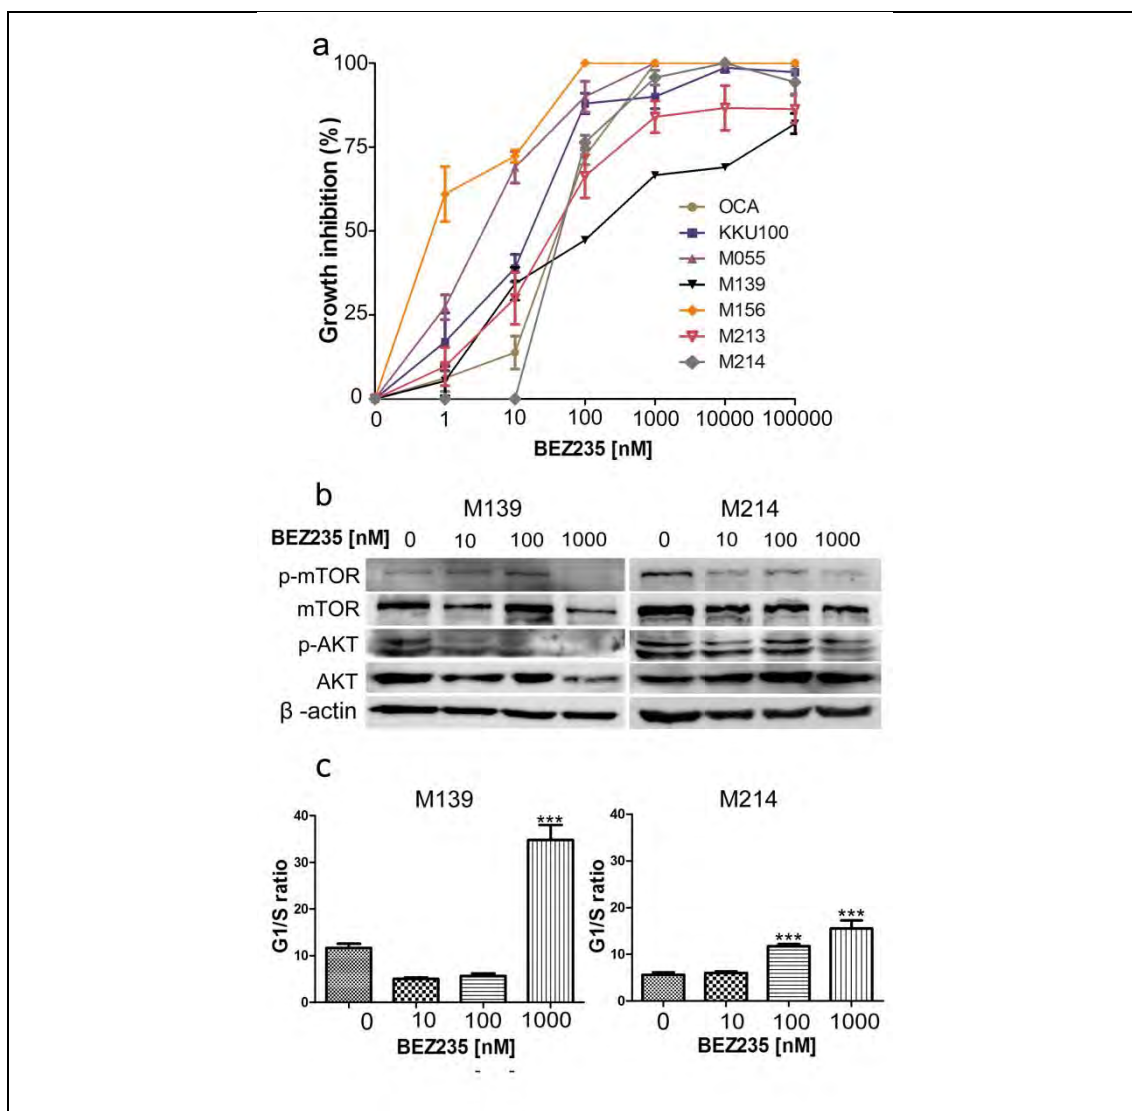 a
100
75
50
25
0
Growth inhibition (%)
OCA
KKU100
M055
M139
M156
M213
M214
0 1 10 100 1000 10000 100000
BEZ235 [nM]
b
M139 M214
BEZ235 [nM] 0 10 100 1000 0 10 100 1000
p-mTOR
mTOR
p-AKT
AKT
β -actin
c
M139 M214
40 40
30 30
20 20
10 10
0 0
G1/S ratio G1/S ratio
*** *** ***
0 10 100 1000 0 10 100 1000
BEZ235 [nM] BEZ235 [nM]